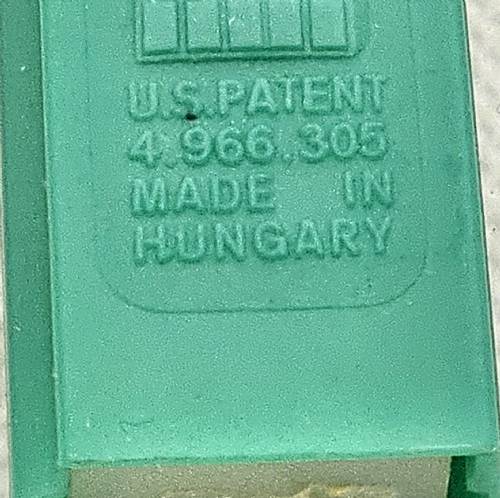 U.S.PATENT
4.966.305
MADE IN
HUNGARY